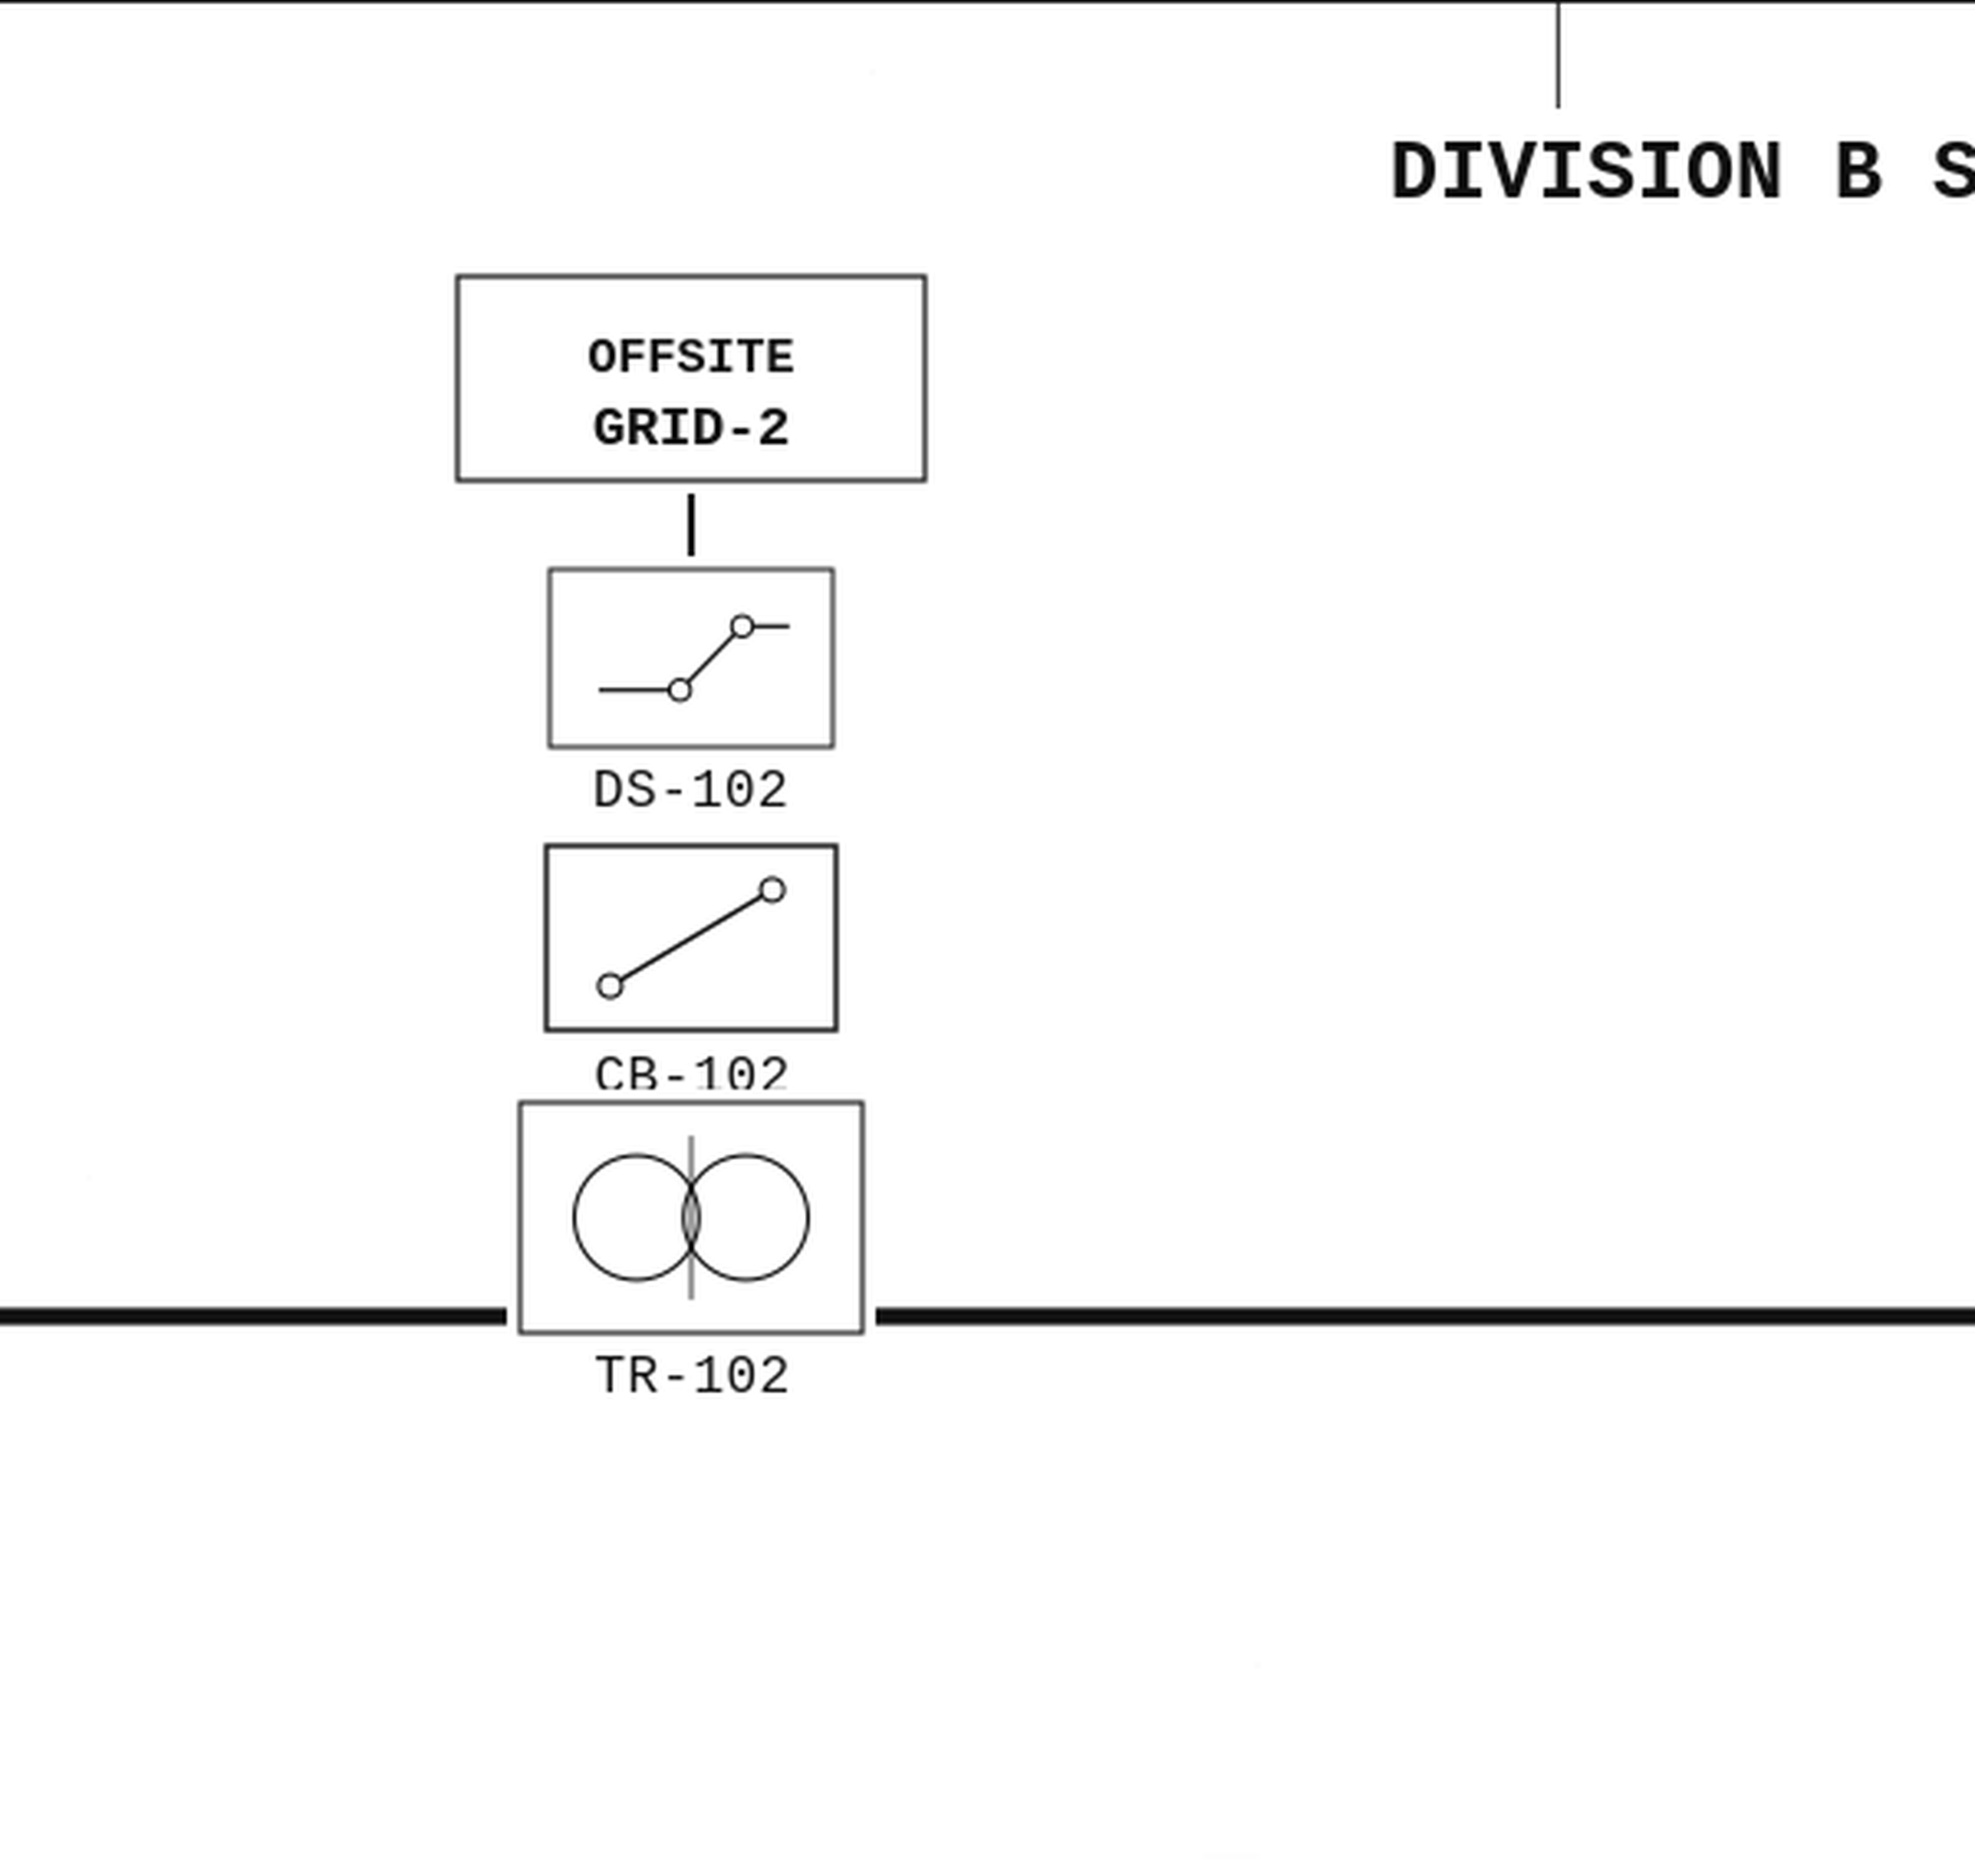 DIVISION B S
OFFSITE
GRID-2
DS-102
CB-102
TR-102